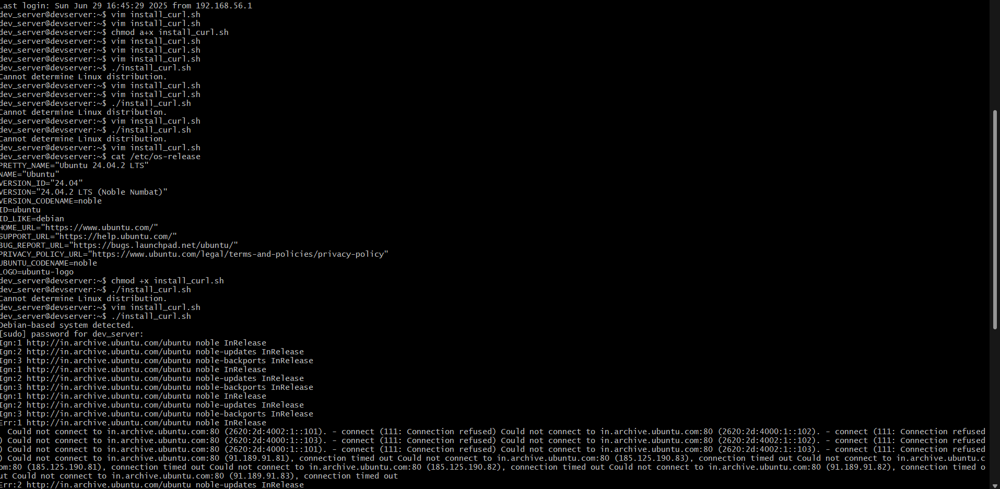 Last login: Sun Jun 29 16:45:29 2025 from 192.168.56.1
dev_server@devserver:~$ vim install_curl.sh
dev_server@devserver:~$ vim install_curl.sh
dev_server@devserver:~$ chmod a+x install_curl.sh
dev_server@devserver:~$ vim install_curl.sh
dev_server@devserver:~$ vim install_curl.sh
dev_server@devserver:~$ vim install_curl.sh
dev_server@devserver:~$ ./install_curl.sh
Cannot determine Linux distribution.
dev_server@devserver:~$ vim install_curl.sh
dev_server@devserver:~$ vim install_curl.sh
dev_server@devserver:~$ ./install_curl.sh
Cannot determine Linux distribution.
dev_server@devserver:~$ vim install_curl.sh
dev_server@devserver:~$ ./install_curl.sh
Cannot determine Linux distribution.
dev_server@devserver:~$ vim install_curl.sh
dev_server@devserver:~$ cat /etc/os-release
PRETTY_NAME="Ubuntu 24.04.2 LTS"
NAME="Ubuntu"
VERSION_ID="24.04"
VERSION="24.04.2 LTS (Noble Numbat)"
VERSION_CODENAME=noble
ID=ubuntu
ID_LIKE=debian
HOME_URL="https://www.ubuntu.com/"
SUPPORT_URL="https://help.ubuntu.com/"
BUG_REPORT_URL="https://bugs.launchpad.net/ubuntu/"
PRIVACY_POLICY_URL="https://www.ubuntu.com/legal/terms-and-policies/privacy-policy"
UBUNTU_CODENAME=noble
LOGO=ubuntu-logo
dev_server@devserver:~$ chmod +x install_curl.sh
dev_server@devserver:~$ ./install_curl.sh
Cannot determine Linux distribution.
dev_server@devserver:~$ vim install_curl.sh
dev_server@devserver:~$ ./install_curl.sh
Debian-based system detected.
[sudo] password for dev_server:
Ign:1 http://in.archive.ubuntu.com/ubuntu noble InRelease
Ign:2 http://in.archive.ubuntu.com/ubuntu noble-updates InRelease
Ign:3 http://in.archive.ubuntu.com/ubuntu noble-backports InRelease
Ign:1 http://in.archive.ubuntu.com/ubuntu noble InRelease
Ign:2 http://in.archive.ubuntu.com/ubuntu noble-updates InRelease
Ign:3 http://in.archive.ubuntu.com/ubuntu noble-backports InRelease
Ign:1 http://in.archive.ubuntu.com/ubuntu noble InRelease
Ign:2 http://in.archive.ubuntu.com/ubuntu noble-updates InRelease
Ign:3 http://in.archive.ubuntu.com/ubuntu noble-backports InRelease
Err:1 http://in.archive.ubuntu.com/ubuntu noble InRelease
  Could not connect to in.archive.ubuntu.com:80 (2620:2d:4002:1::101). - connect (111: Connection refused) Could not connect to in.archive.ubuntu.com:80 (2620:2d:4000:1::102). - connect (111: Connection refused
) Could not connect to in.archive.ubuntu.com:80 (2620:2d:4000:1::103). - connect (111: Connection refused) Could not connect to in.archive.ubuntu.com:80 (2620:2d:4002:1::102). - connect (111: Connection refused
) Could not connect to in.archive.ubuntu.com:80 (2620:2d:4000:1::101). - connect (111: Connection refused) Could not connect to in.archive.ubuntu.com:80 (2620:2d:4002:1::103). - connect (111: Connection refused
) Could not connect to in.archive.ubuntu.com:80 (91.189.91.81), connection timed out Could not connect to in.archive.ubuntu.com:80 (185.125.190.83), connection timed out Could not connect to in.archive.ubuntu.c
om:80 (185.125.190.81), connection timed out Could not connect to in.archive.ubuntu.com:80 (185.125.190.82), connection timed out Could not connect to in.archive.ubuntu.com:80 (91.189.91.82), connection timed o
ut Could not connect to in.archive.ubuntu.com:80 (91.189.91.83), connection timed out
Err:2 http://in.archive.ubuntu.com/ubuntu noble-updates InRelease